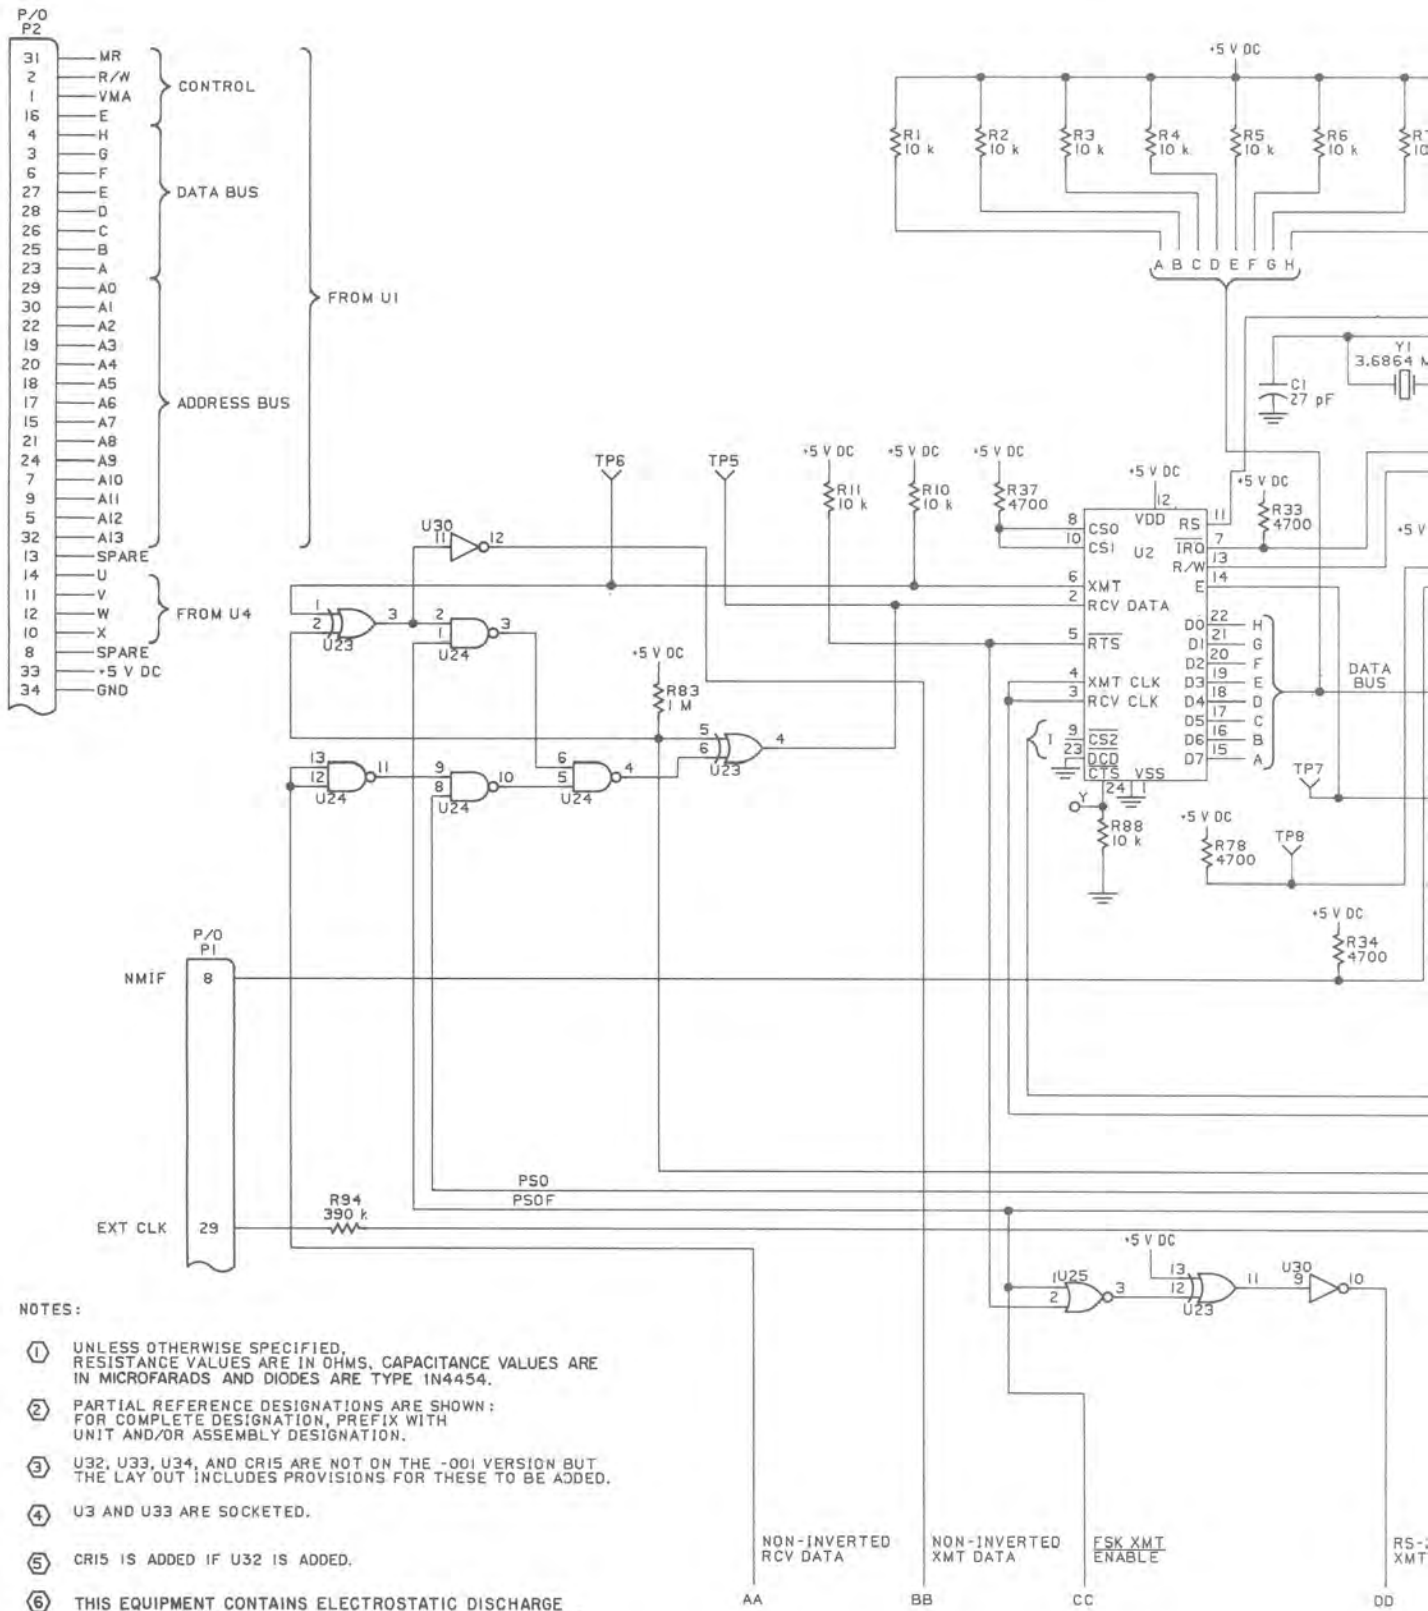 P/O
P2
31 MR
2 R/W
1 VMA
16 E
CONTROL
4 H
3 G
6 F
27 E
28 D
26 C
25 B
23 A
DATA BUS
29 A0
30 A1
22 A2
19 A3
20 A4
18 A5
17 A6
15 A7
21 A8
24 A9
7 A10
9 A11
5 A12
32 A13
ADDRESS BUS
FROM U1
13 SPARE
14 U
11 V
12 W
10 X
FROM U4
8 SPARE
33 +5 V DC
34 GND
+5 V DC
R1
10 k
R2
10 k
R3
10 k
R4
10 k
R5
10 k
R6
10 k
R7
10
A B C D E F G H
Y1
3.6864 M
C1
27 pF
TP6
TP5
+5 V DC
R11
10 k
+5 V DC
R10
10 k
+5 V DC
R37
4700
+5 V DC
12
VDD
U2
8 CS0
10 CS1
6 XMT
2 RCV DATA
5 RTS
4 XMT CLK
3 RCV CLK
I
9 CS2
23 DCD
CTS
24
VSS
1
RS 11
IRQ 7
R/W 13
E 14
D0 22 H
D1 21 G
D2 20 F
D3 19 E
D4 18 D
D5 17 C
D6 16 B
D7 15 A
DATA
BUS
+5 V DC
R33
4700
+5 V
Y
R88
10 k
TP7
+5 V DC
R78
4700
TP8
+5 V DC
R34
4700
U30
11 12
1
2
3
U23
2
1
3
U24
+5 V DC
R83
1 M
13
12
11
U24
9
8
10
U24
6
5
4
U24
5
6
4
U23
P/O
P1
NMIF 8
PSO
PSOF
R94
390 k
EXT CLK 29
U25
1
2
3
+5 V DC
13
12
11
U23
U30
9 10
NOTES:
1 UNLESS OTHERWISE SPECIFIED,
RESISTANCE VALUES ARE IN OHMS, CAPACITANCE VALUES ARE
IN MICROFARADS AND DIODES ARE TYPE 1N4454.
2 PARTIAL REFERENCE DESIGNATIONS ARE SHOWN:
FOR COMPLETE DESIGNATION, PREFIX WITH
UNIT AND/OR ASSEMBLY DESIGNATION.
3 U32, U33, U34, AND CR15 ARE NOT ON THE -001 VERSION BUT
THE LAY OUT INCLUDES PROVISIONS FOR THESE TO BE ADDED.
4 U3 AND U33 ARE SOCKETED.
5 CR15 IS ADDED IF U32 IS ADDED.
6 THIS EQUIPMENT CONTAINS ELECTROSTATIC DISCHARGE
NON-INVERTED
RCV DATA
AA
NON-INVERTED
XMT DATA
BB
FSK XMT
ENABLE
CC
RS-
XMT
DD